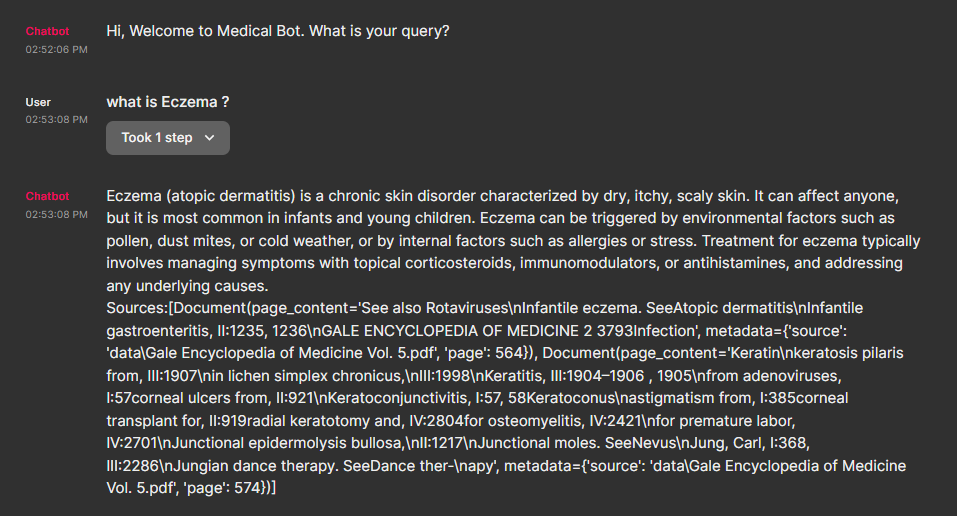 Chatbot
Hi, Welcome to Medical Bot. What is your query?
02:52:06 PM
User
what is Eczema ?
02:53:08 PM
Took 1 step
Chatbot
Eczema (atopic dermatitis) is a chronic skin disorder characterized by dry, itchy, scaly skin. It can affect anyone,
02:53:08 PM
but it is most common in infants and young children. Eczema can be triggered by environmental factors such as
pollen, dust mites, or cold weather, or by internal factors such as allergies or stress. Treatment for eczema typically
involves managing symptoms with topical corticosteroids, immunomodulators, or antihistamines, and addressing
any underlying causes.
Sources:[Document(page_content='See also Rotaviruses\nInfantile eczema. SeeAtopic dermatitis\nInfantile
gastroenteritis, II:1235, 1236\nGALE ENCYCLOPEDIA OF MEDICINE 2 3793Infection', metadata={'source':
'data\Gale Encyclopedia of Medicine Vol. 5.pdf', 'page': 564}), Document(page_content='Keratin\nkeratosis pilaris
from, III:1907\nin lichen simplex chronicus,\nIII:1998\nKeratitis, III:1904–1906 , 1905\nfrom adenoviruses,
I:57corneal ulcers from, II:921\nKeratoconjunctivitis, I:57, 58Keratoconus\nastigmatism from, I:385corneal
transplant for, II:919radial keratotomy and, IV:2804for osteomyelitis, IV:2421\nfor premature labor,
IV:2701\nJunctional epidermolysis bullosa,\nII:1217\nJunctional moles. SeeNevus\nJung, Carl, I:368,
III:2286\nJungian dance therapy. SeeDance ther-\napy', metadata={'source': 'data\Gale Encyclopedia of Medicine
Vol. 5.pdf', 'page': 574})]